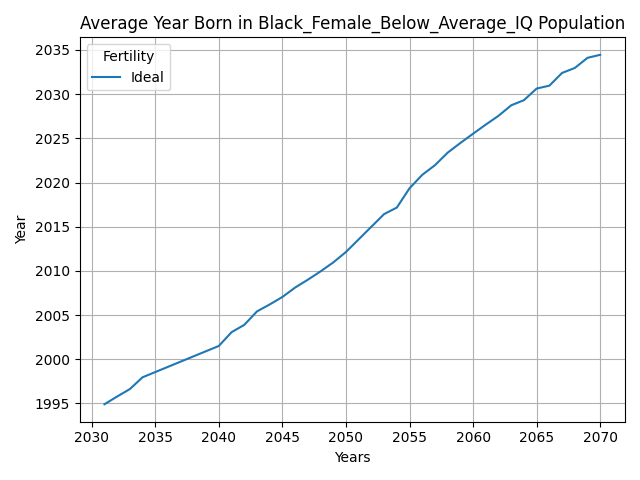 Average Year Born in Black_Female_Below_Average_IQ Population
2035
2030
2025
2020
2015
2010
2005
2000
1995
Year
Fertility
Ideal
2030 2035 2040 2045 2050 2055 2060 2065 2070
Years